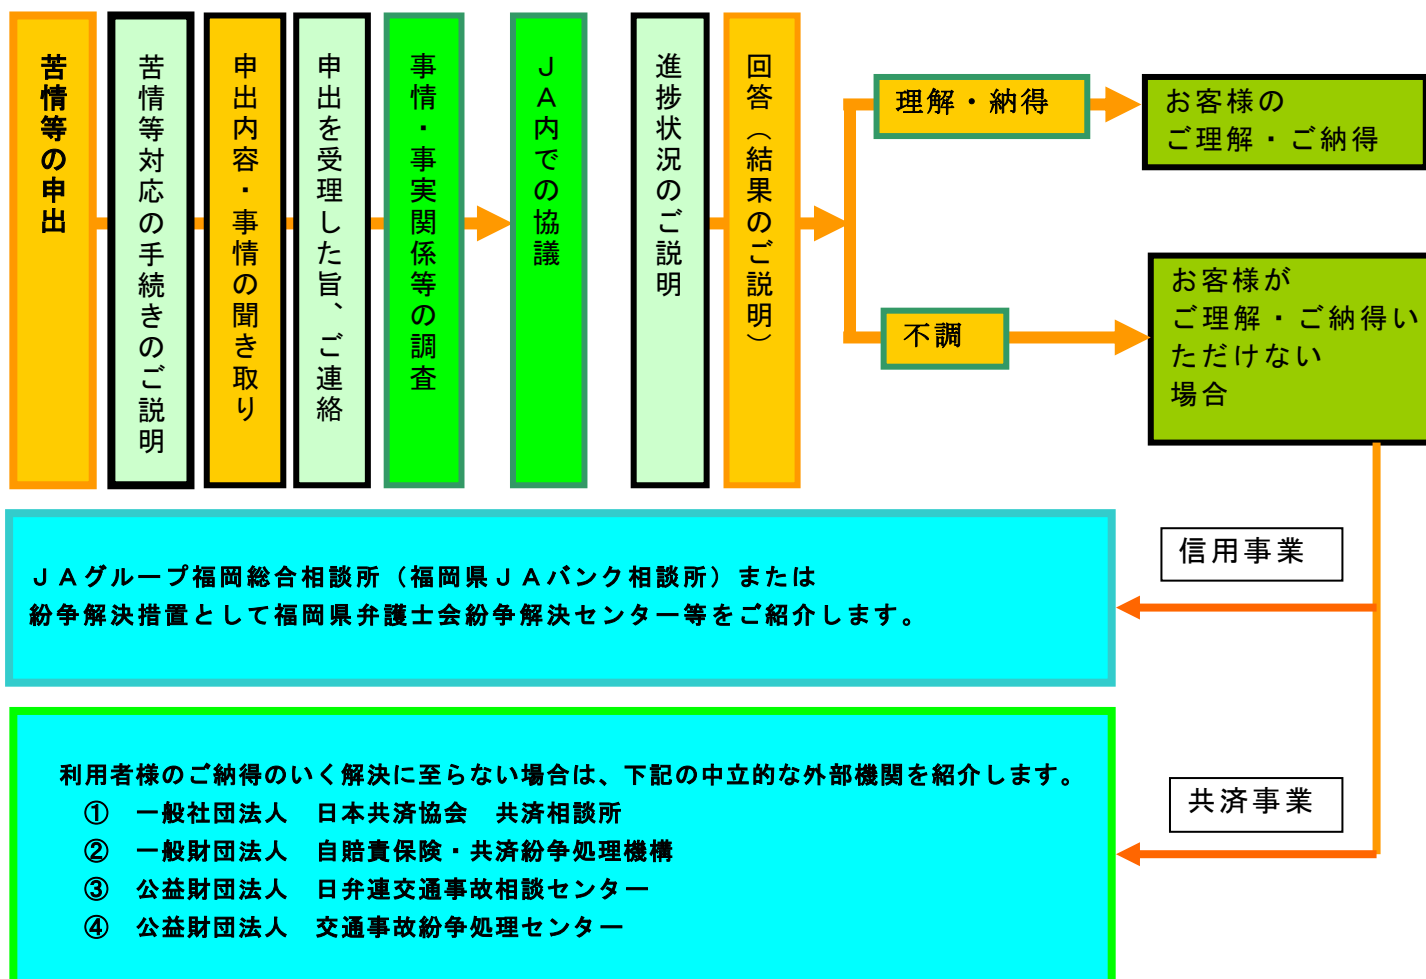 苦情等の申出
苦情等対応の手続きのご説明
申出内容・事情の聞き取り
申出を受理した旨、ご連絡
事情・事実関係等の調査
ＪＡ内での協議
進捗状況のご説明
回答（結果のご説明）
理解・納得
お客様の
ご理解・ご納得
不調
お客様が
ご理解・ご納得い
ただけない
場合
信用事業
ＪＡグループ福岡総合相談所（福岡県ＪＡバンク相談所）または
紛争解決措置として福岡県弁護士会紛争解決センター等をご紹介します。
共済事業
利用者様のご納得のいく解決に至らない場合は、下記の中立的な外部機関を紹介します。
①　一般社団法人　日本共済協会　共済相談所
②　一般財団法人　自賠責保険・共済紛争処理機構
③　公益財団法人　日弁連交通事故相談センター
④　公益財団法人　交通事故紛争処理センター